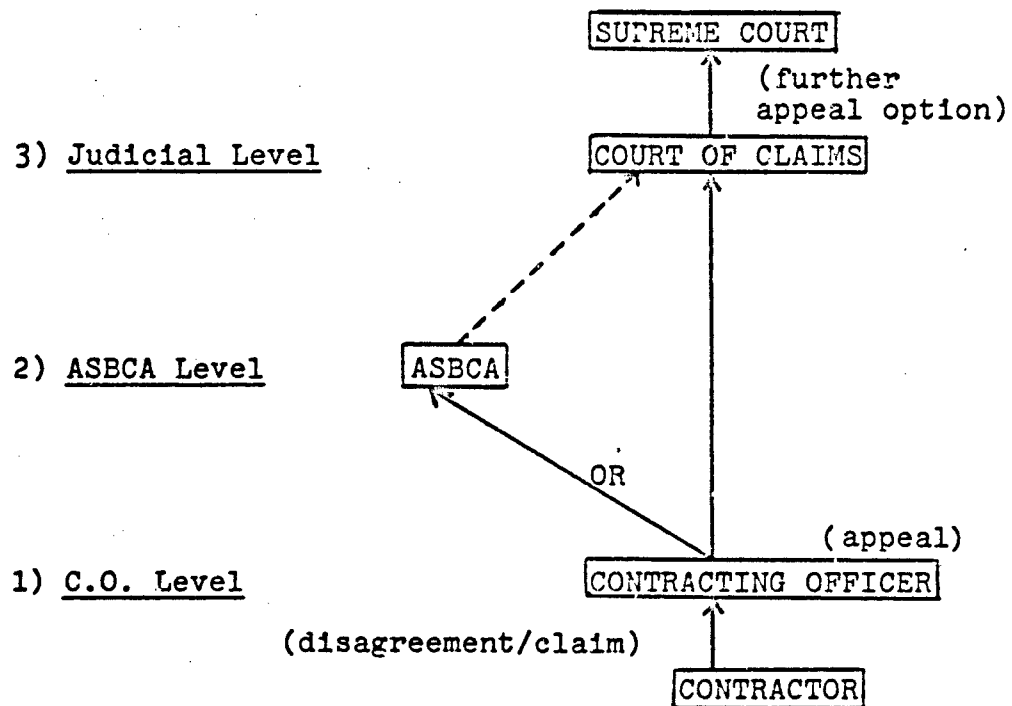 SUPREME COURT
(further
appeal option)
3) Judicial Level
COURT OF CLAIMS
2) ASBCA Level
ASBCA
OR
(appeal)
1) C.O. Level
CONTRACTING OFFICER
(disagreement/claim)
CONTRACTOR